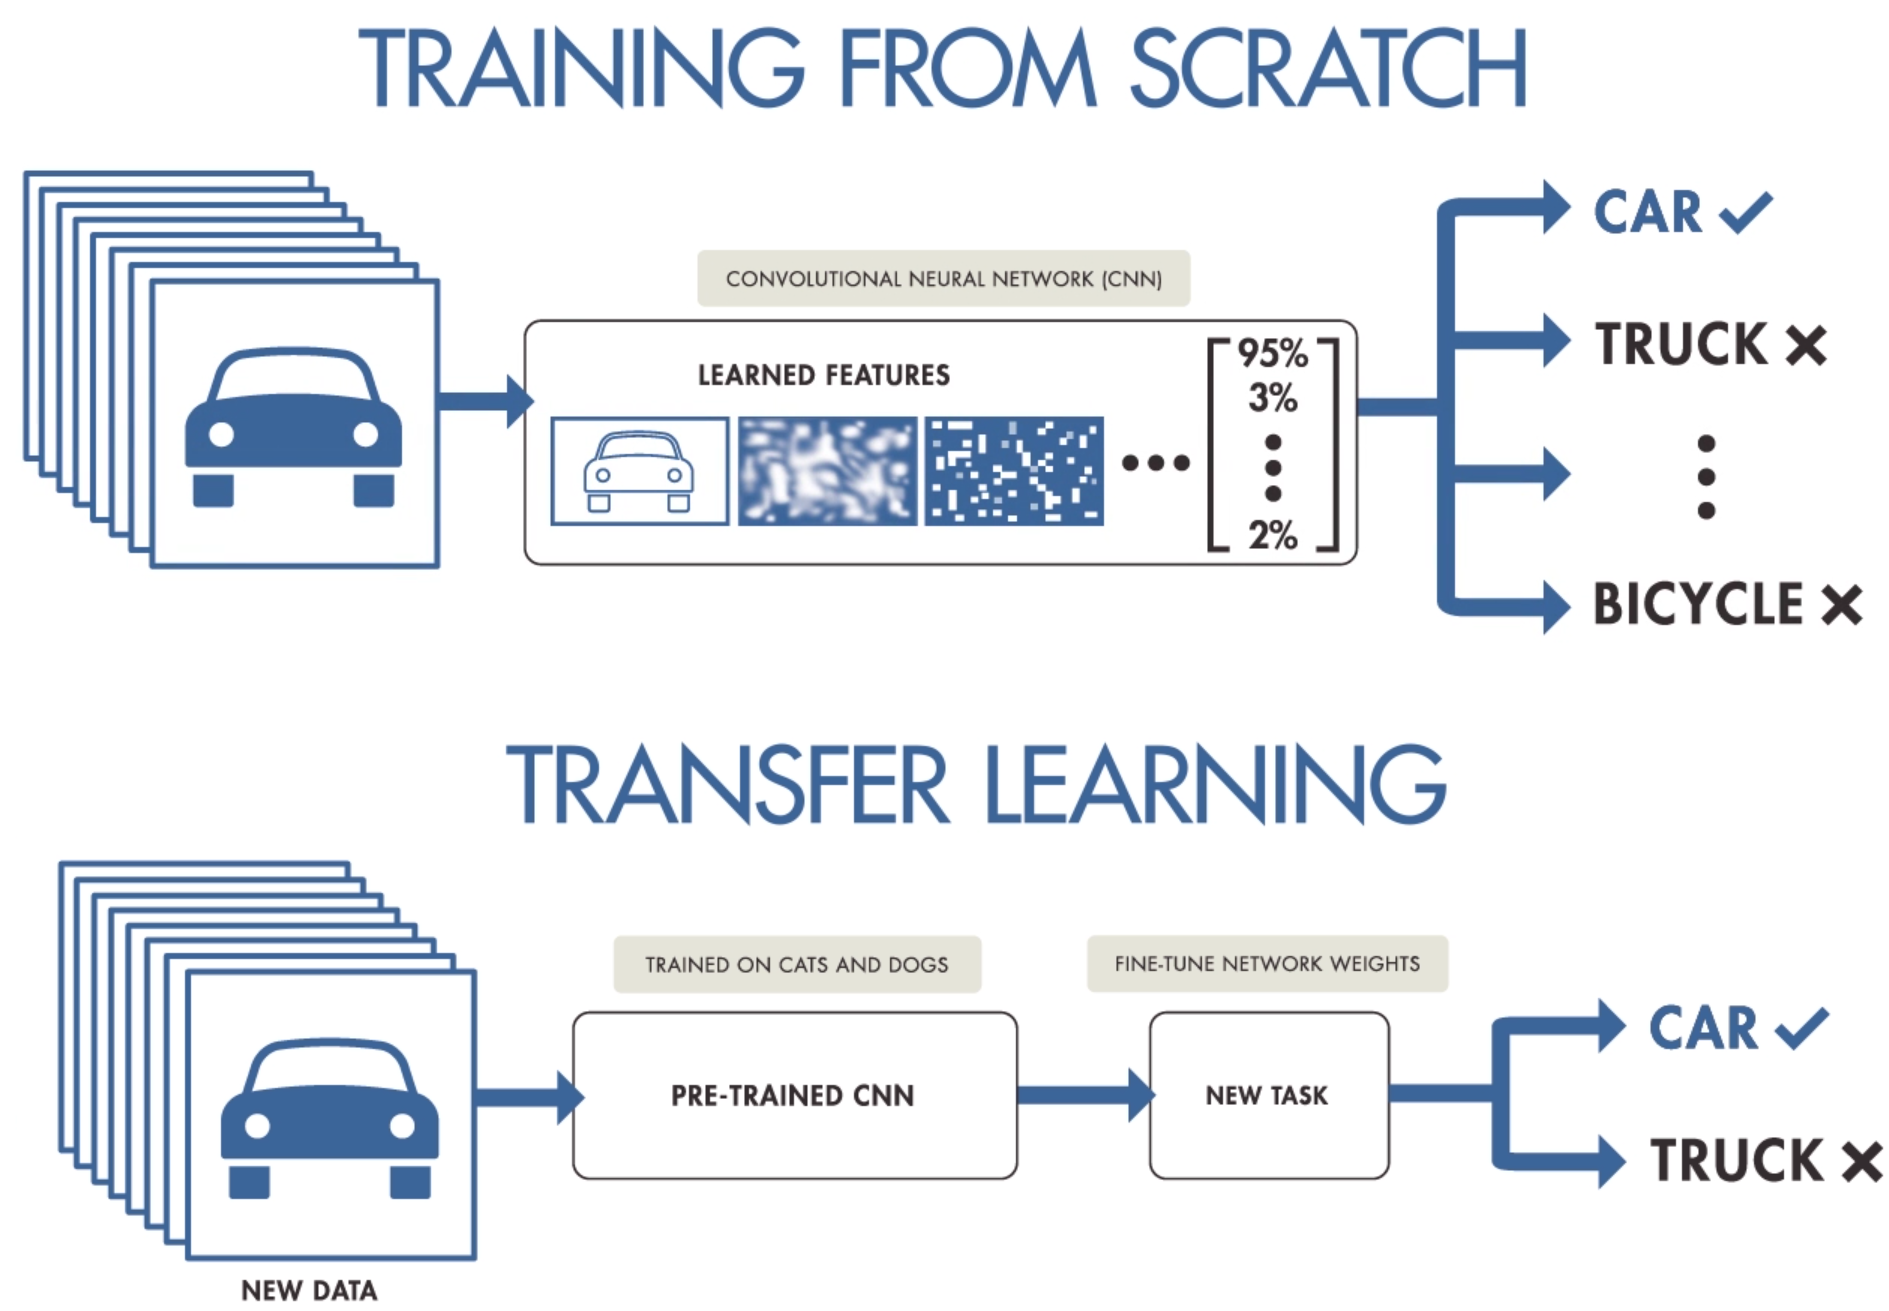 TRAINING FROM SCRATCH
CONVOLUTIONAL NEURAL NETWORK (CNN)
LEARNED FEATURES
95%
3%
2%
CAR
TRUCK
BICYCLE
TRANSFER LEARNING
TRAINED ON CATS AND DOGS
FINE-TUNE NETWORK WEIGHTS
PRE-TRAINED CNN
NEW TASK
CAR
TRUCK
NEW DATA